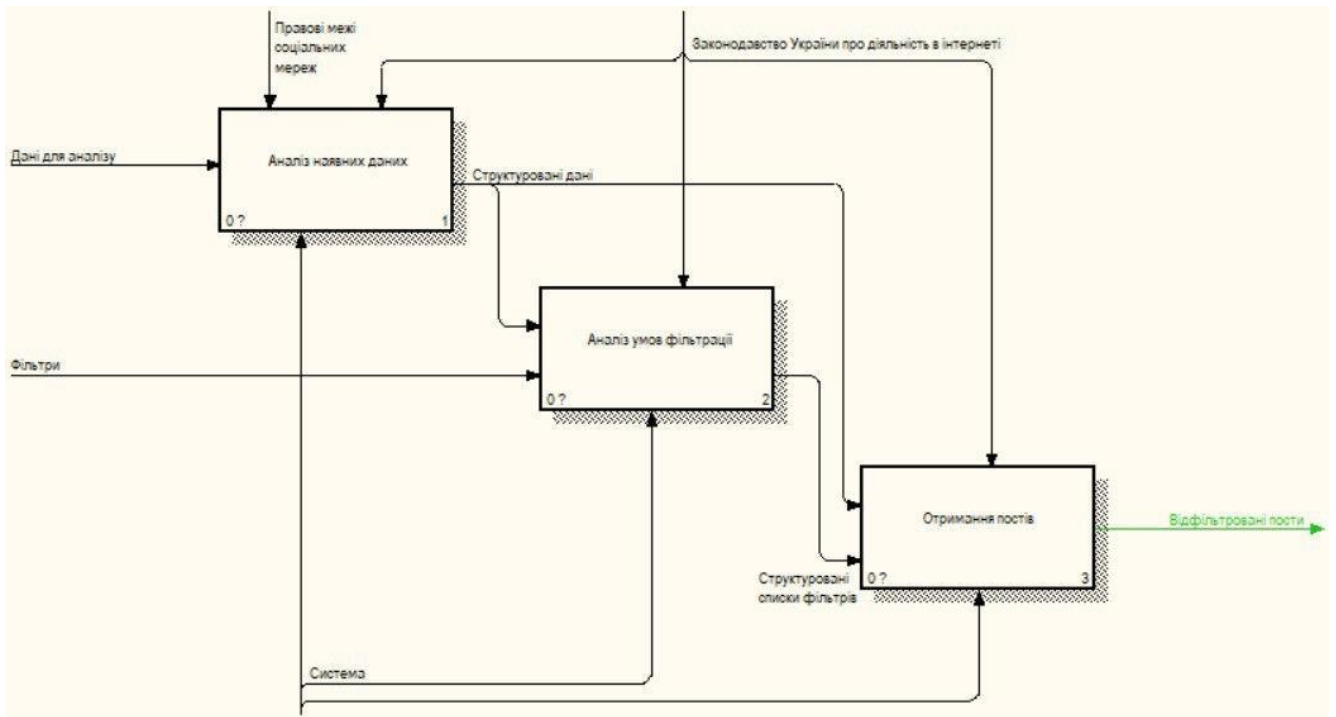 Правові межі
соціальних
мереж
Законодавство України про діяльність в інтернеті
Дані для аналізу
Аналіз наявних даних
0 ?
1
Структуровані дані
Аналіз умов фільтрації
Фільтри
0 ?
2
Отримання постів
Відфільтровані пости
Структуровані
списки фільтрів
0 ?
3
Система